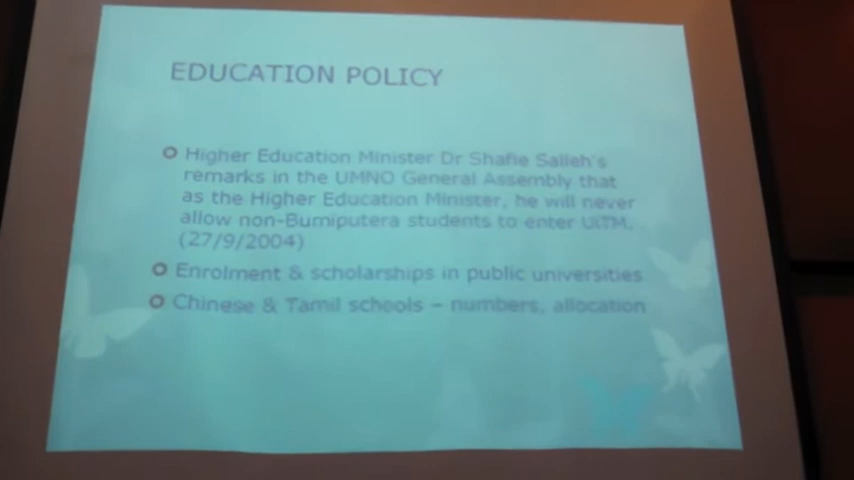 EDUCATION POLICY
Higher Education Minister Dr Shafie Salleh's
remarks in the UMNO General Assembly that
as the Higher Education Minister, he will never
allow non-Bumiputera students to enter UiTM.
(27/9/2004)
Enrolment & scholarships in public universities
Chinese & Tamil schools – numbers, allocation